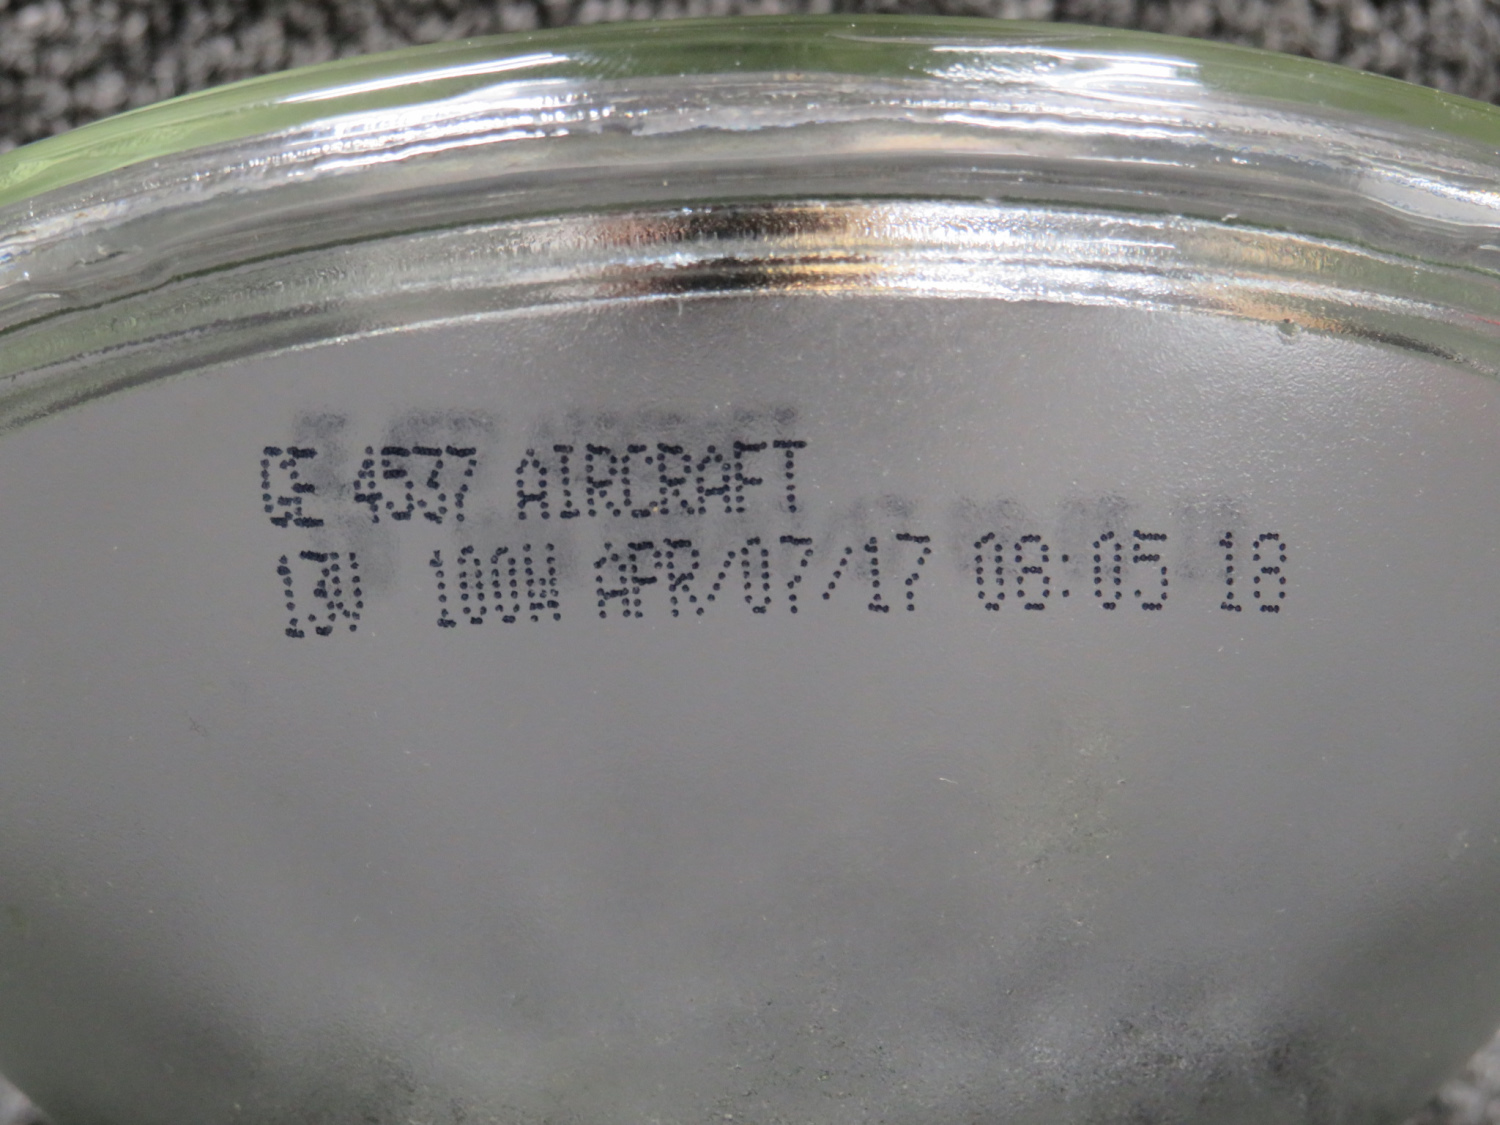 GE 4537 AIRCRAFT
13V 100W APR/07/17 08:05 18